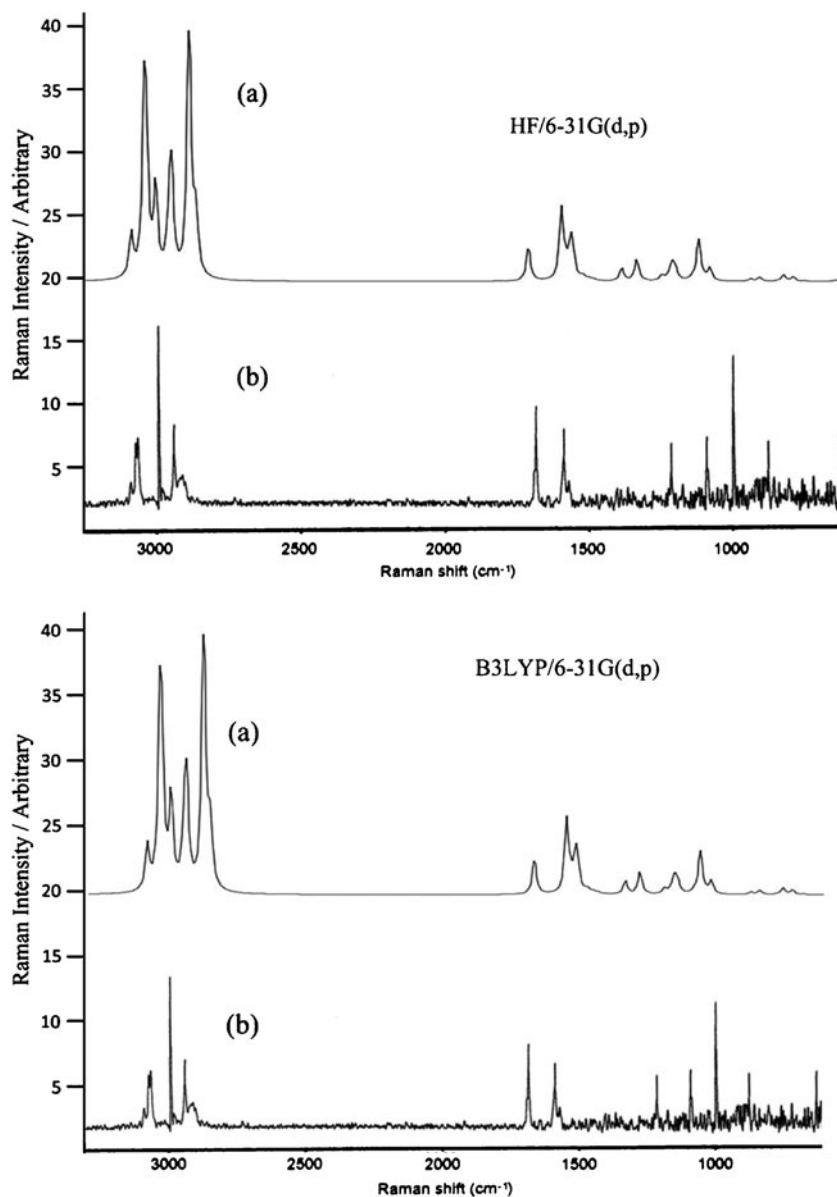 40
35
30
25
20
15
10
5
Raman Intensity / Arbitrary
(a)
HF/6-31G(d,p)
(b)
3000 2500 2000 1500 1000
Raman shift (cm-1)
40
35
30
25
20
15
10
5
Raman Intensity / Arbitrary
B3LYP/6-31G(d,p)
(a)
(b)
3000 2500 2000 1500 1000
Raman shift (cm-1)